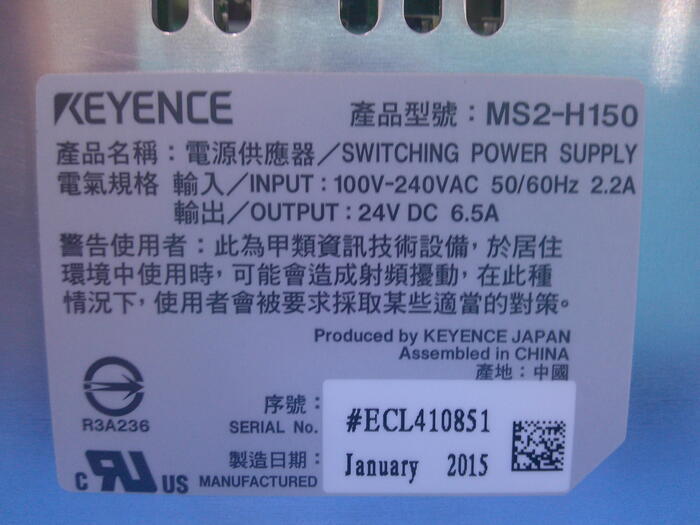 KEYENCE 產品型號：MS2-H150
產品名稱：電源供應器／SWITCHING POWER SUPPLY
電氣規格 輸入／INPUT：100V-240VAC 50/60Hz 2.2A
輸出／OUTPUT：24V DC 6.5A
警告使用者：此為甲類資訊技術設備，於居住
環境中使用時，可能會造成射頻擾動，在此種
情況下，使用者會被要求採取某些適當的對策。
Produced by KEYENCE JAPAN
Assembled in CHINA
產地：中國
R3A236
序號：
SERIAL No.
#ECL410851
製造日期：
MANUFACTURED
January 2015
c RU US